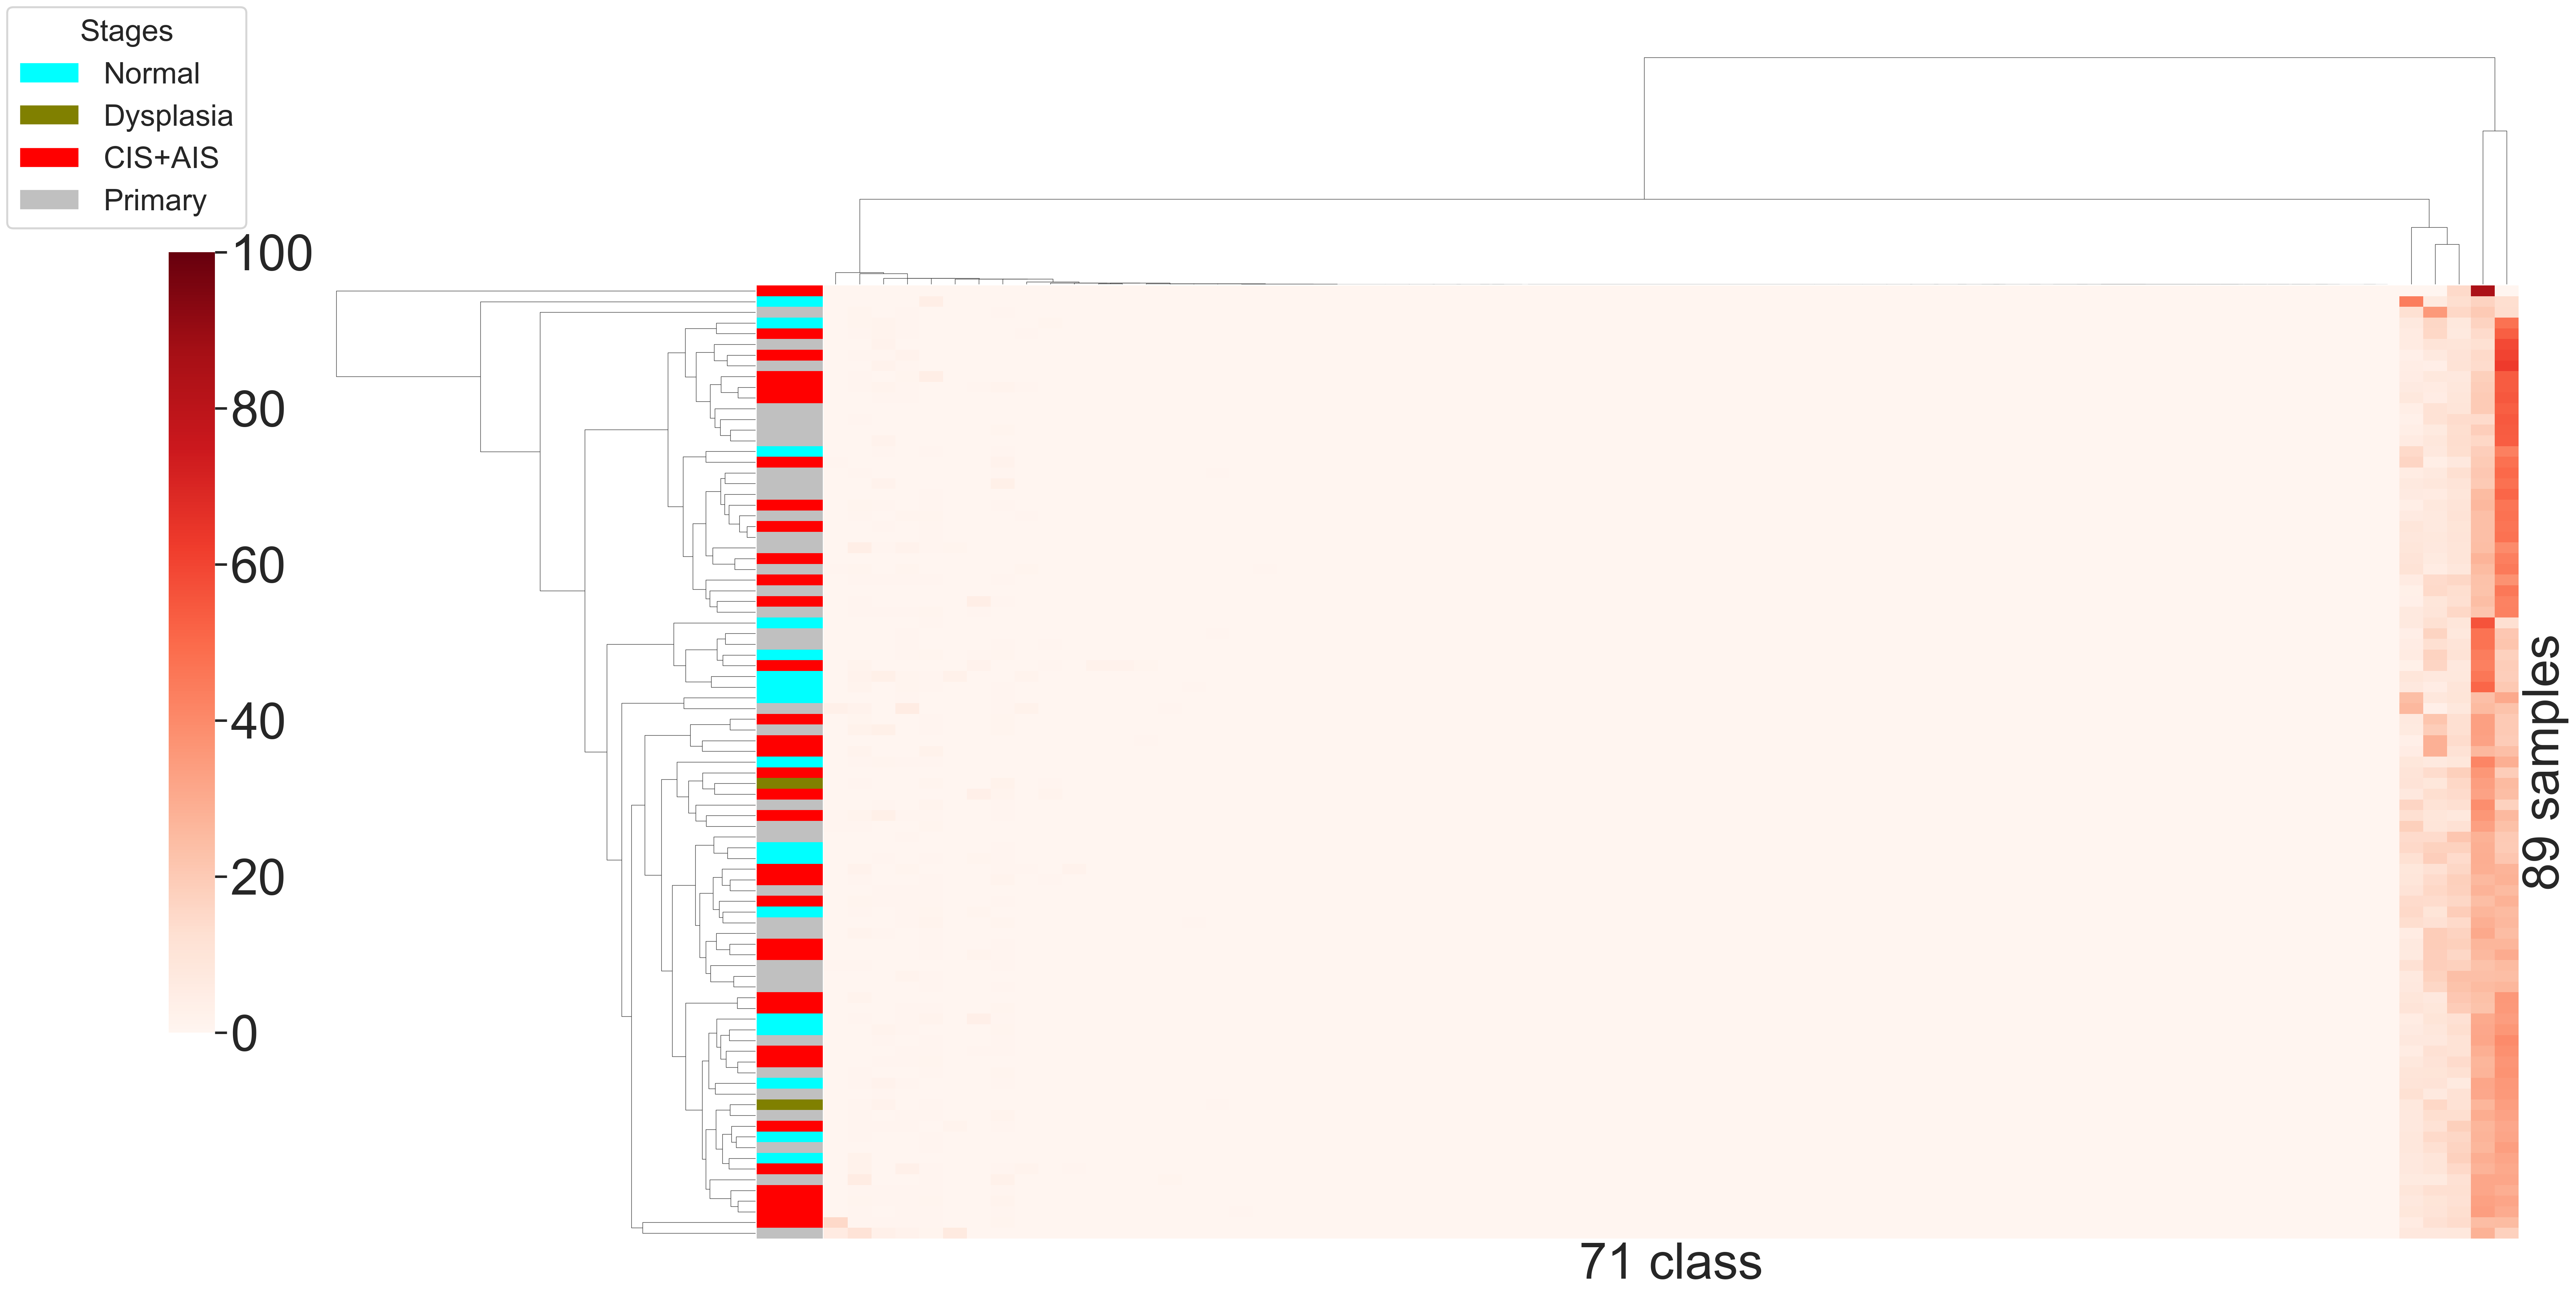 Stages
Normal
Dysplasia
CIS+AIS
Primary
100
80
60
40
20
0
89 samples
71 class